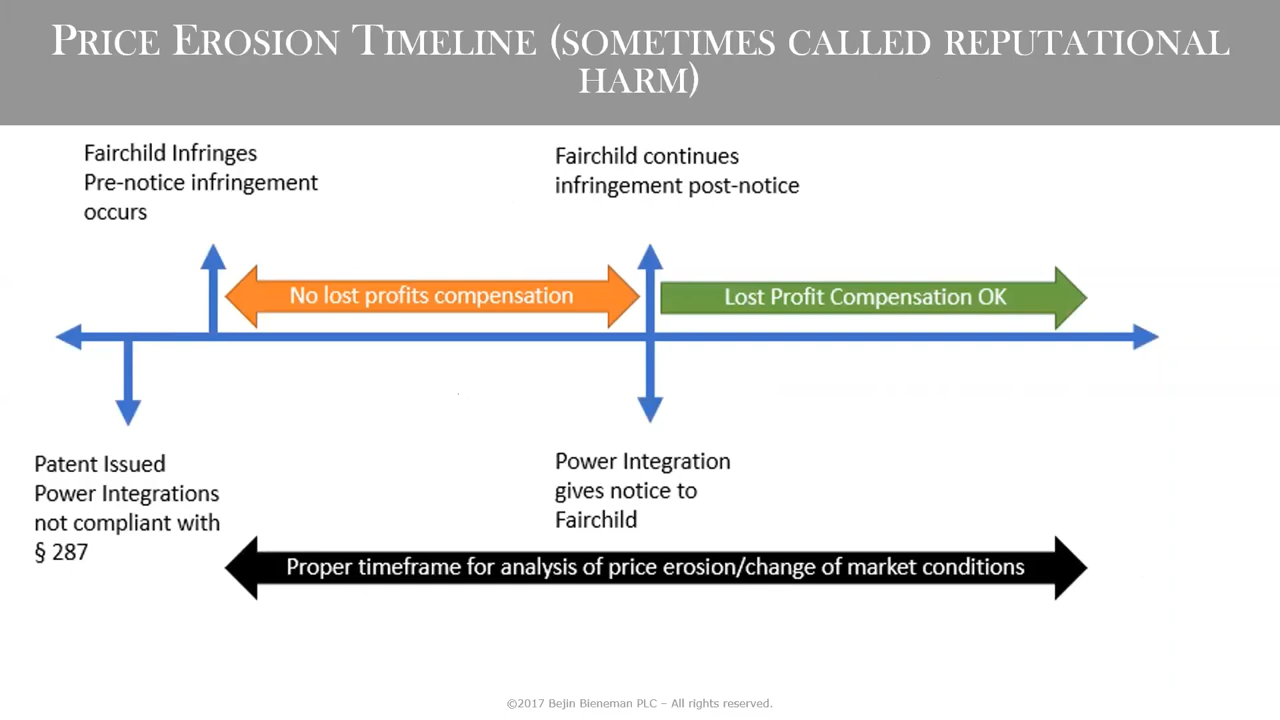 PRICE EROSION TIMELINE (SOMETIMES CALLED REPUTATIONAL
HARM)
Fairchild Infringes
Pre-notice infringement
occurs
Fairchild continues
infringement post-notice
No lost profits compensation
Lost Profit Compensation OK
Patent Issued
Power Integrations
not compliant with
§ 287
Power Integration
gives notice to
Fairchild
Proper timeframe for analysis of price erosion/change of market conditions
©2017 Bejin Bieneman PLC – All rights reserved.